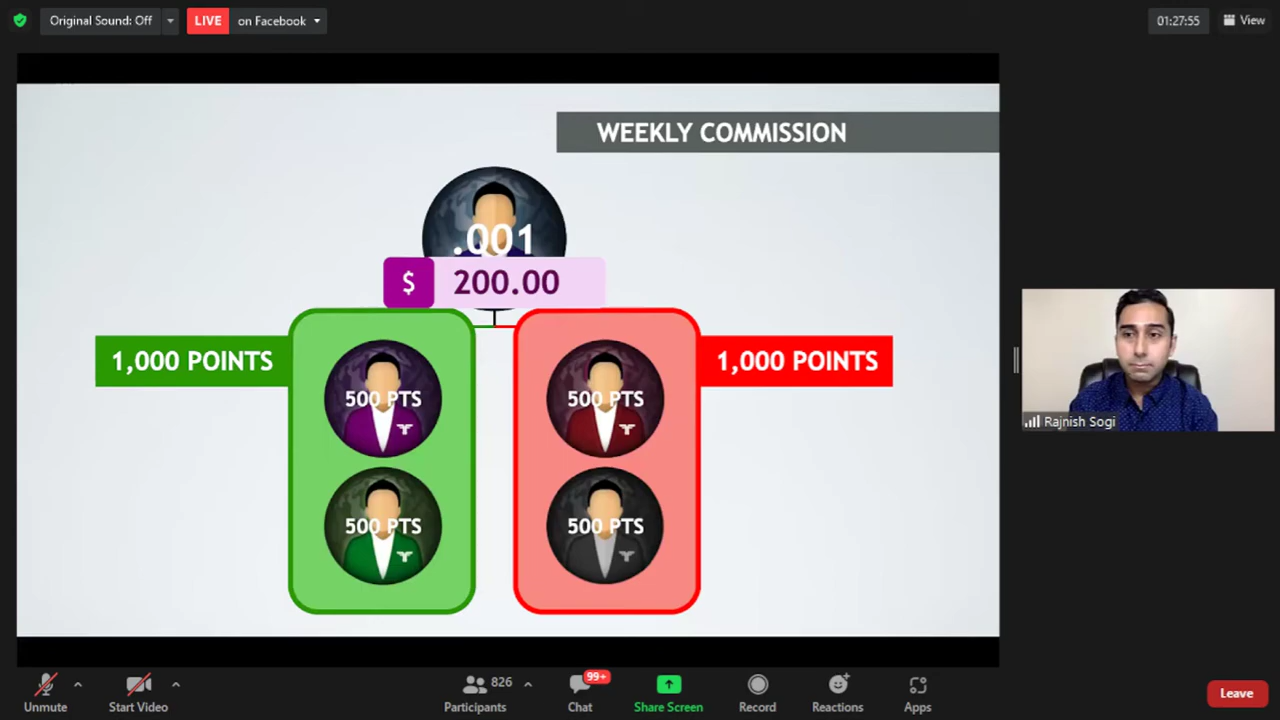 Original Sound: Off
LIVE on Facebook
01:27:55
View
WEEKLY COMMISSION
.001
$ 200.00
1,000 POINTS
1,000 POINTS
500 PTS
500 PTS
500 PTS
500 PTS
Rajnish Sogi
Unmute
Start Video
826
Participants
99+
Chat
Share Screen
Record
Reactions
Apps
Leave